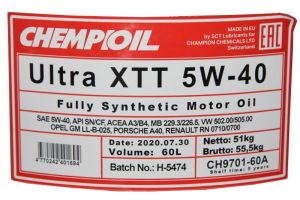 CHEMPIOIL
MADE IN EU
by SCT Lubricants for
CHAMPION CHEMICALS LTD
Switzerland
EAC
Ultra XTT 5W-40
Fully Synthetic Motor Oil
SAE 5W-40, API SN/CF, ACEA A3/B4, MB 229.3/226.5, VW 502.00/505.00
OPEL GM LL-B-025, PORSCHE A40, RENAULT RN 0710/0700
Date: 2020.07.30
Volume: 60L
Batch No.: H-5474
Netto: 51kg
Brutto: 55,5kg
CH9701-60A
Shelf time: 5 years
4770242401694